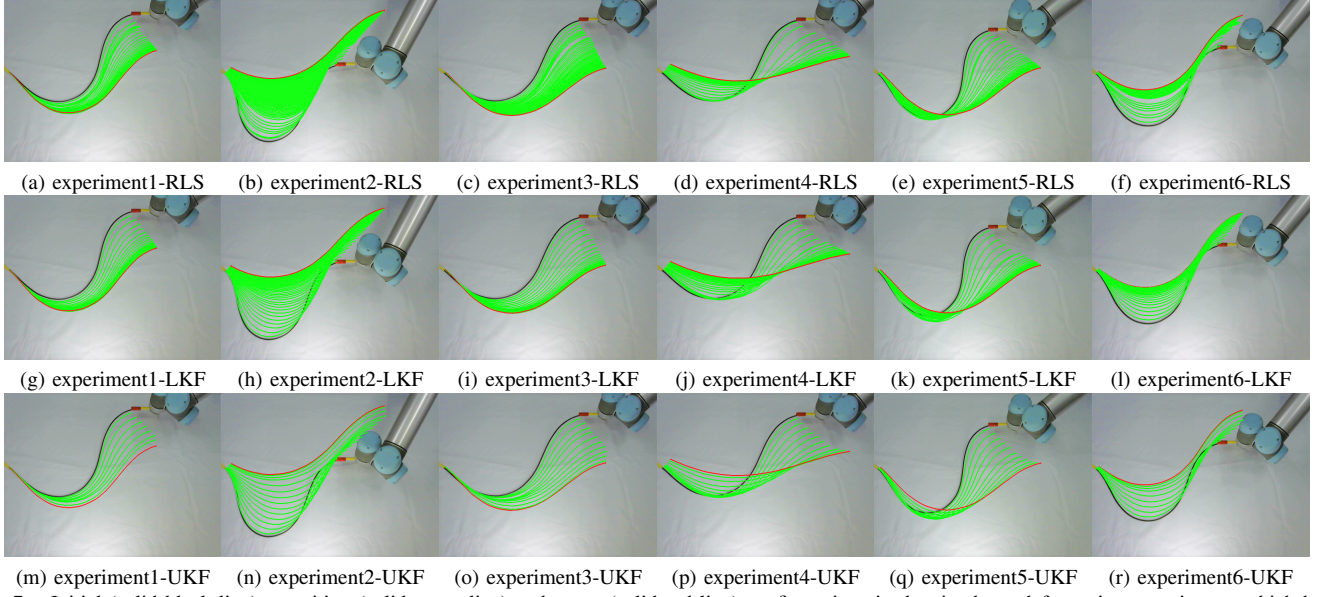 (a) experiment1-RLS (b) experiment2-RLS (c) experiment3-RLS (d) experiment4-RLS (e) experiment5-RLS (f) experiment6-RLS
(g) experiment1-LKF (h) experiment2-LKF (i) experiment3-LKF (j) experiment4-LKF (k) experiment5-LKF (l) experiment6-LKF
(m) experiment1-UKF (n) experiment2-UKF (o) experiment3-UKF (p) experiment4-UKF (q) experiment5-UKF (r) experiment6-UKF